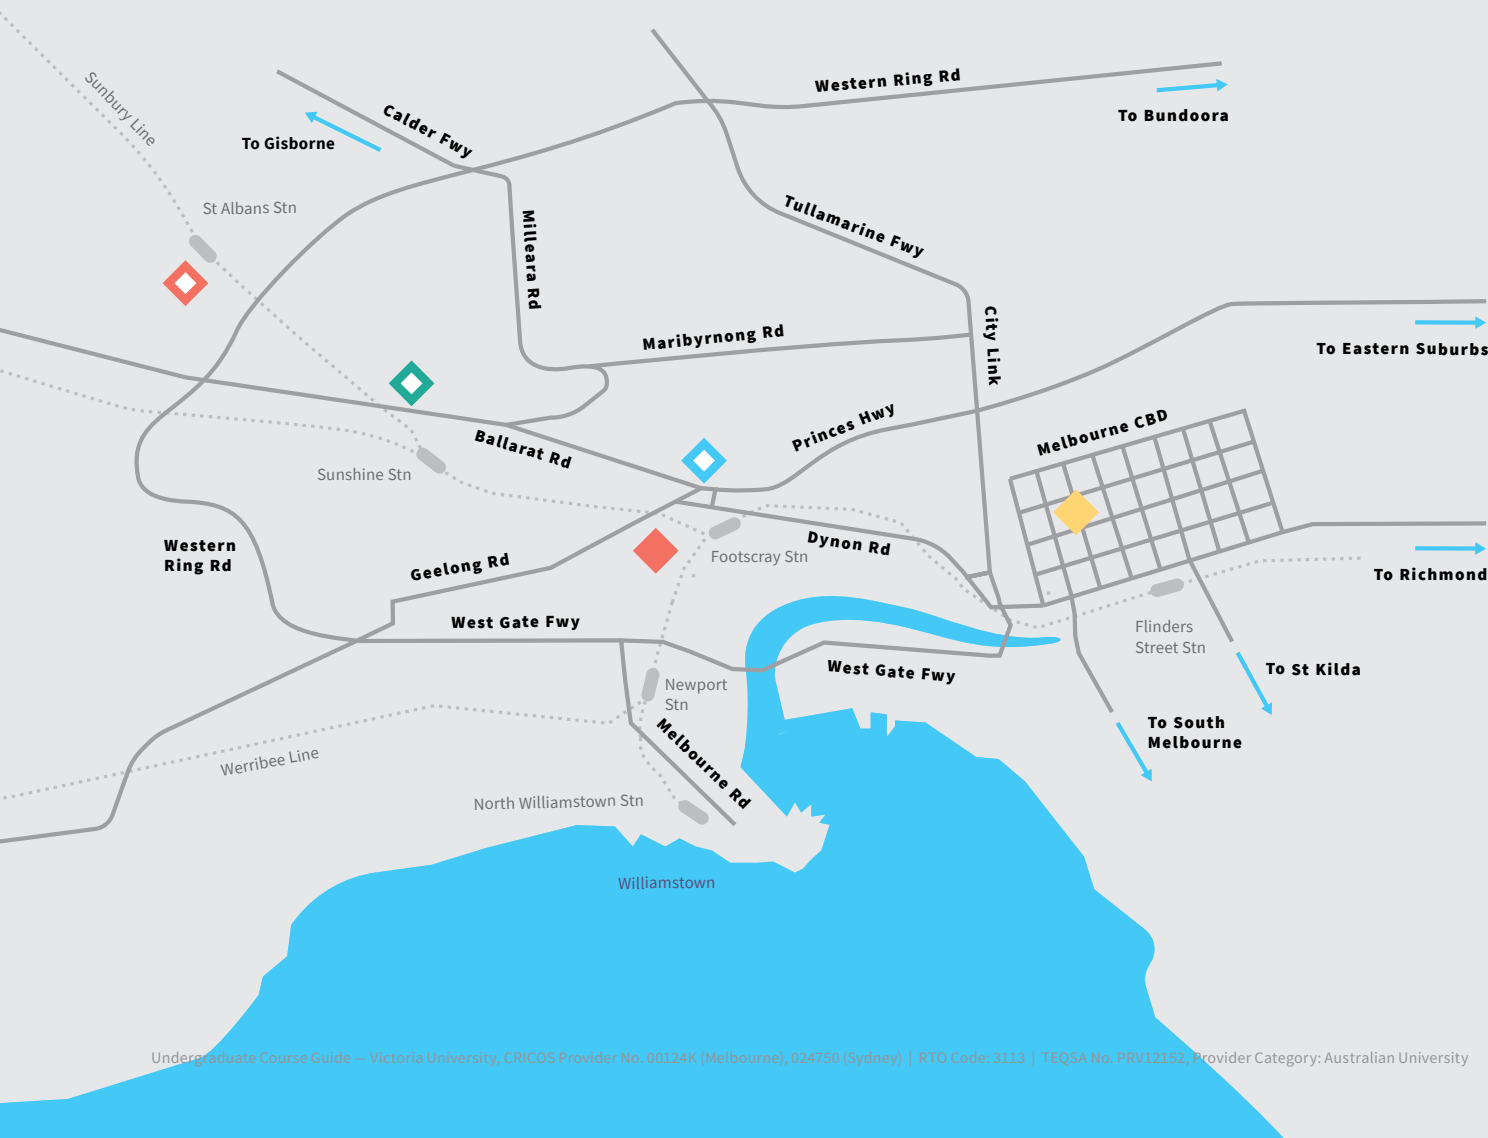 Western Ring Rd
To Bundoora
Sunbury Line
Calder Fwy
To Gisborne
St Albans Stn
Milleara Rd
Tullamarine Fwy
Maribyrnong Rd
City Link
To Eastern Suburbs
Princes Hwy
Melbourne CBD
Ballarat Rd
Sunshine Stn
Dynon Rd
Footscray Stn
Western
Ring Rd
Geelong Rd
To Richmond
West Gate Fwy
Flinders
Street Stn
West Gate Fwy
To St Kilda
Newport
Stn
To South
Melbourne
Melbourne Rd
Werribee Line
North Williamstown Stn
Williamstown
Undergraduate Course Guide — Victoria University, CRICOS Provider No. 00124K (Melbourne), 024750 (Sydney) | RTO Code: 3113 | TEQSA No. PRV12152, Provider Category: Australian University